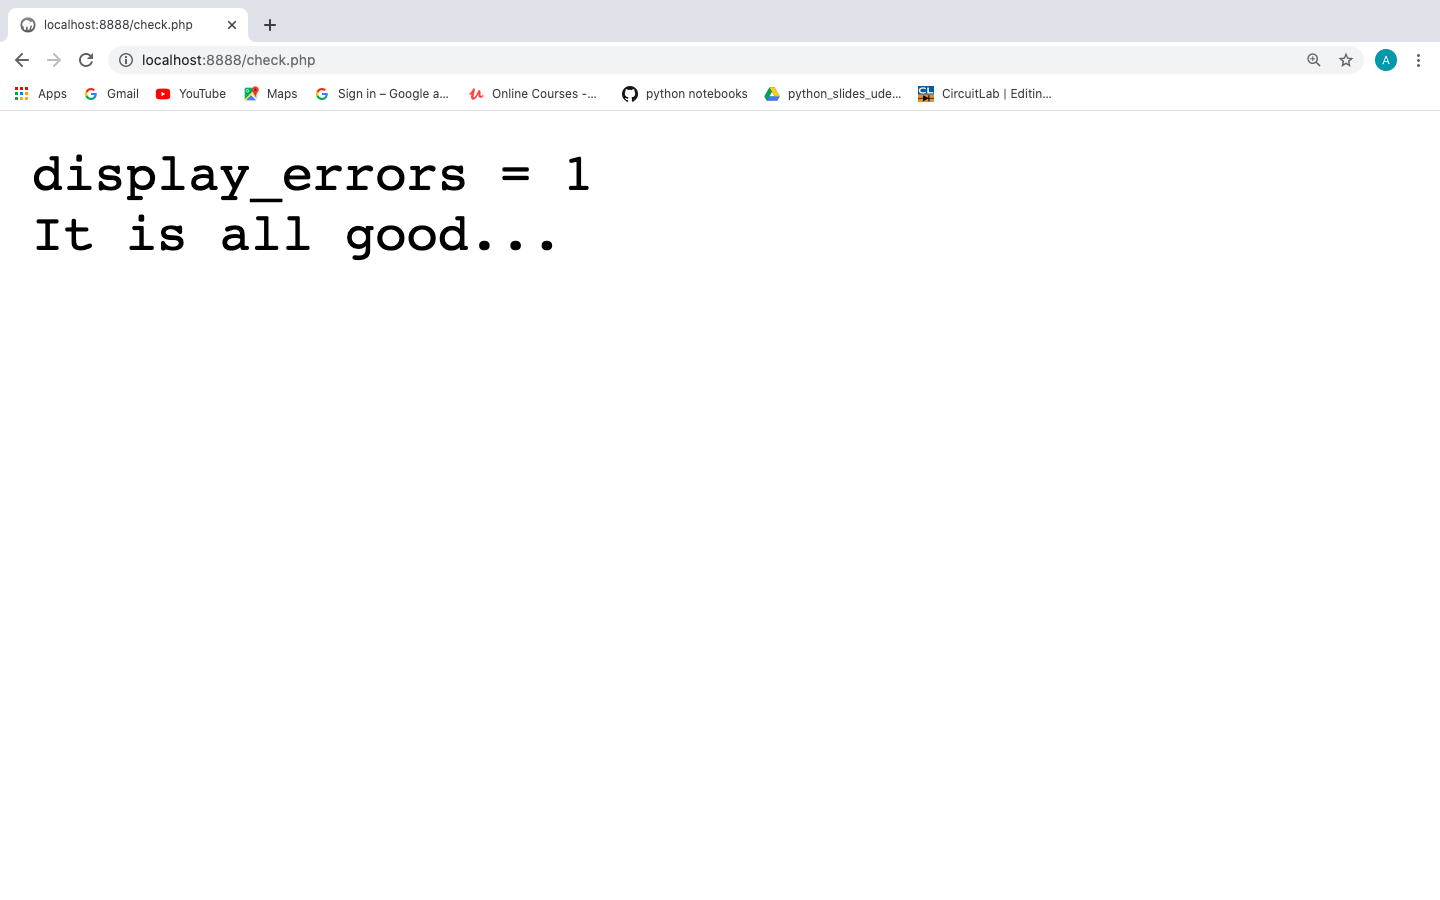 localhost:8888/check.php
localhost:8888/check.php
A
Apps Gmail YouTube Maps Sign in – Google a... Online Courses -... python notebooks python_slides_ude... CL CircuitLab | Editin...
display_errors = 1
It is all good...